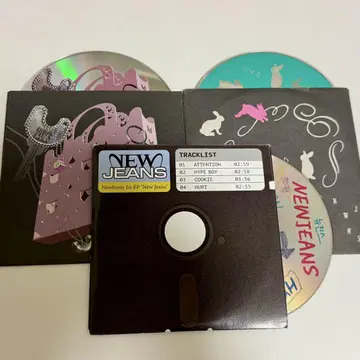 NEW
JEANS
NewJeans 1st EP 'New Jeans'
TRACKLIST
01 ATTENTION 02:59
02 HYPE BOY 02:58
03 COOKIE 03:56
04 HURT 02:55
NEWJEANS